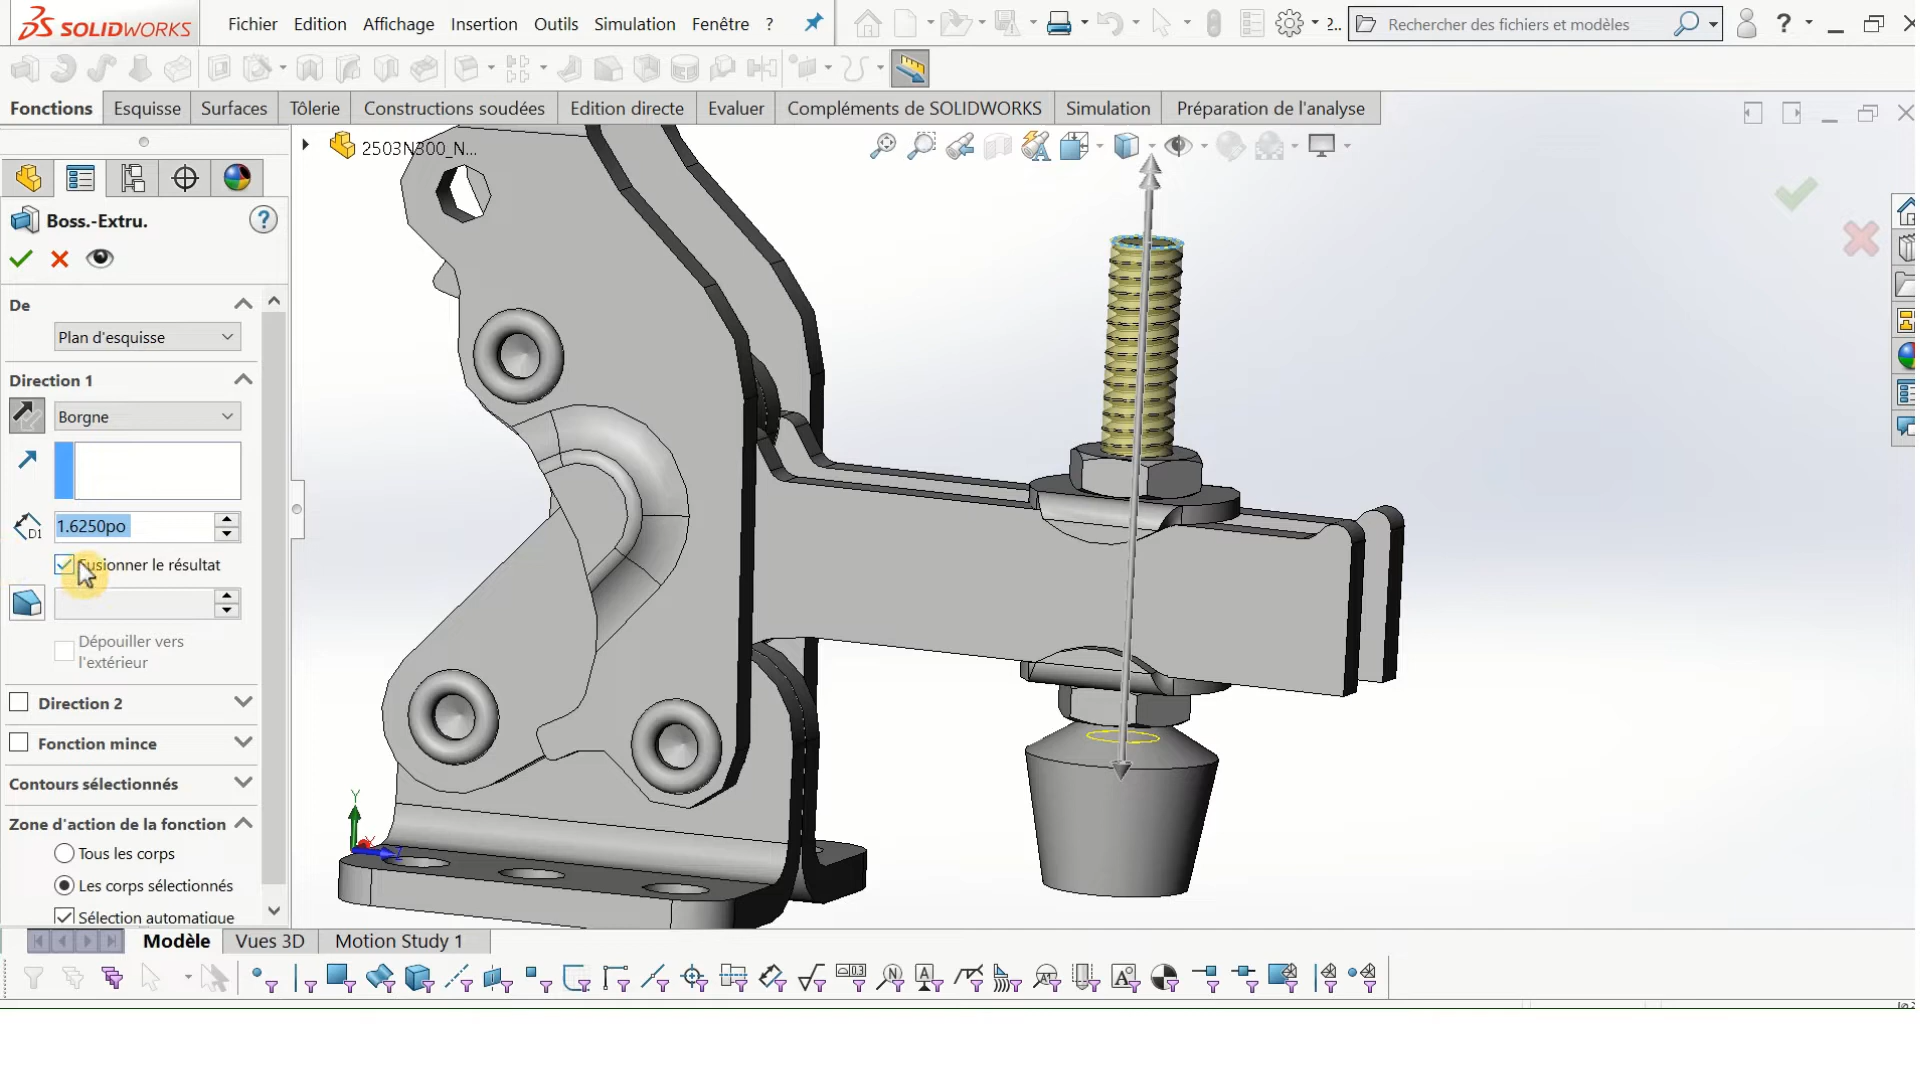 SOLIDWORKS
Fichier Edition Affichage Insertion Outils Simulation Fenêtre ?
2...
Rechercher des fichiers et modèles
?
Fonctions Esquisse Surfaces Tôlerie Constructions soudées Edition directe Evaluer Compléments de SOLIDWORKS Simulation Préparation de l'analyse
2503N300_N...
Boss.-Extru.
?
De
Plan d'esquisse
Direction 1
Borgne
D1
1.6250po
Fusionner le résultat
Dépouiller vers
l'extérieur
Direction 2
Fonction mince
Contours sélectionnés
Zone d'action de la fonction
Tous les corps
Les corps sélectionnés
Sélection automatique
Y
Z
Modèle Vues 3D Motion Study 1